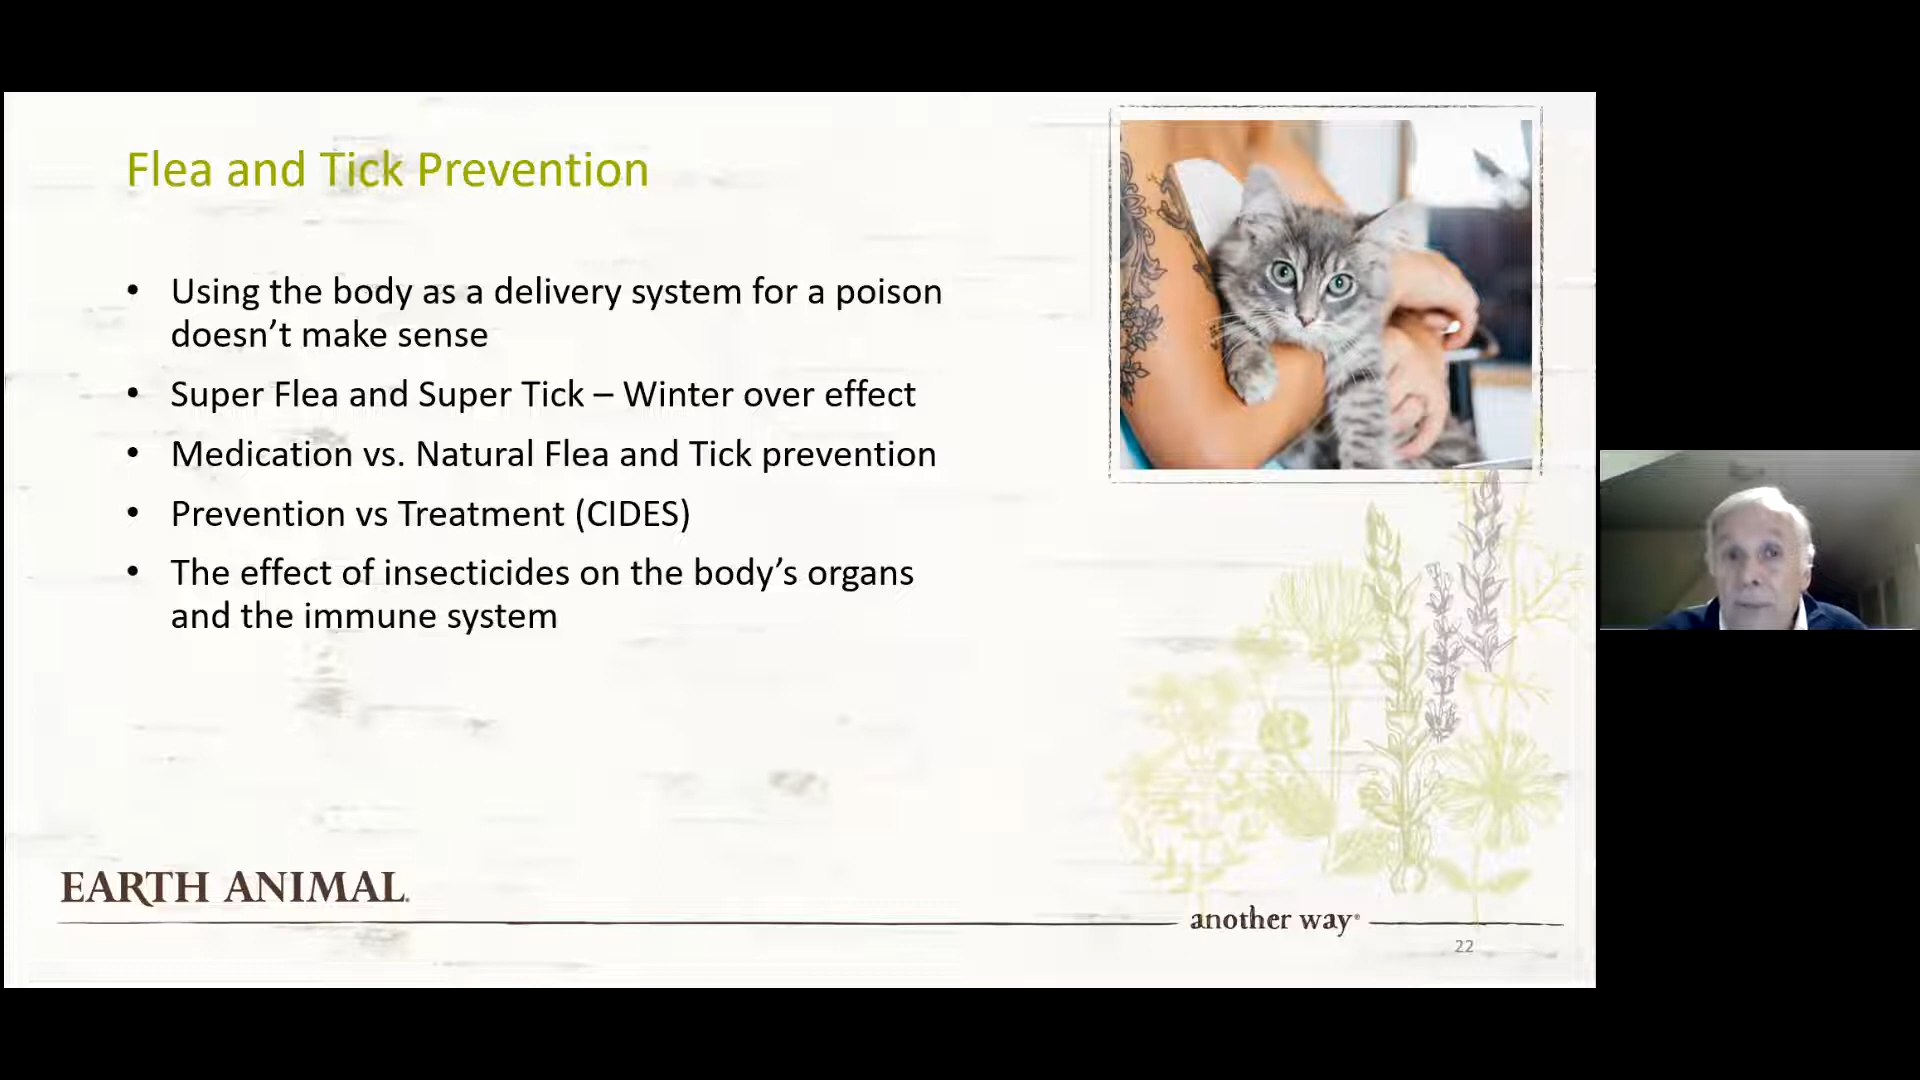 Flea and Tick Prevention
• Using the body as a delivery system for a poison
doesn’t make sense
• Super Flea and Super Tick – Winter over effect
• Medication vs. Natural Flea and Tick prevention
• Prevention vs Treatment (CIDES)
• The effect of insecticides on the body’s organs
and the immune system
EARTH ANIMAL®
another way®
22